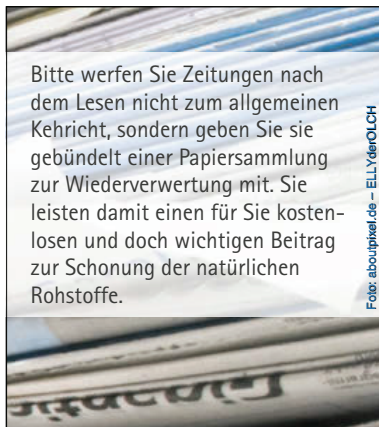 Bitte werfen Sie Zeitungen nach
dem Lesen nicht zum allgemeinen
Kehricht, sondern geben Sie sie
gebündelt einer Papiersammlung
zur Wiederverwertung mit. Sie
leisten damit einen für Sie kosten-
losen und doch wichtigen Beitrag
zur Schonung der natürlichen
Rohstoffe.
Foto: aboutpixel.de – ELLYderOLCH